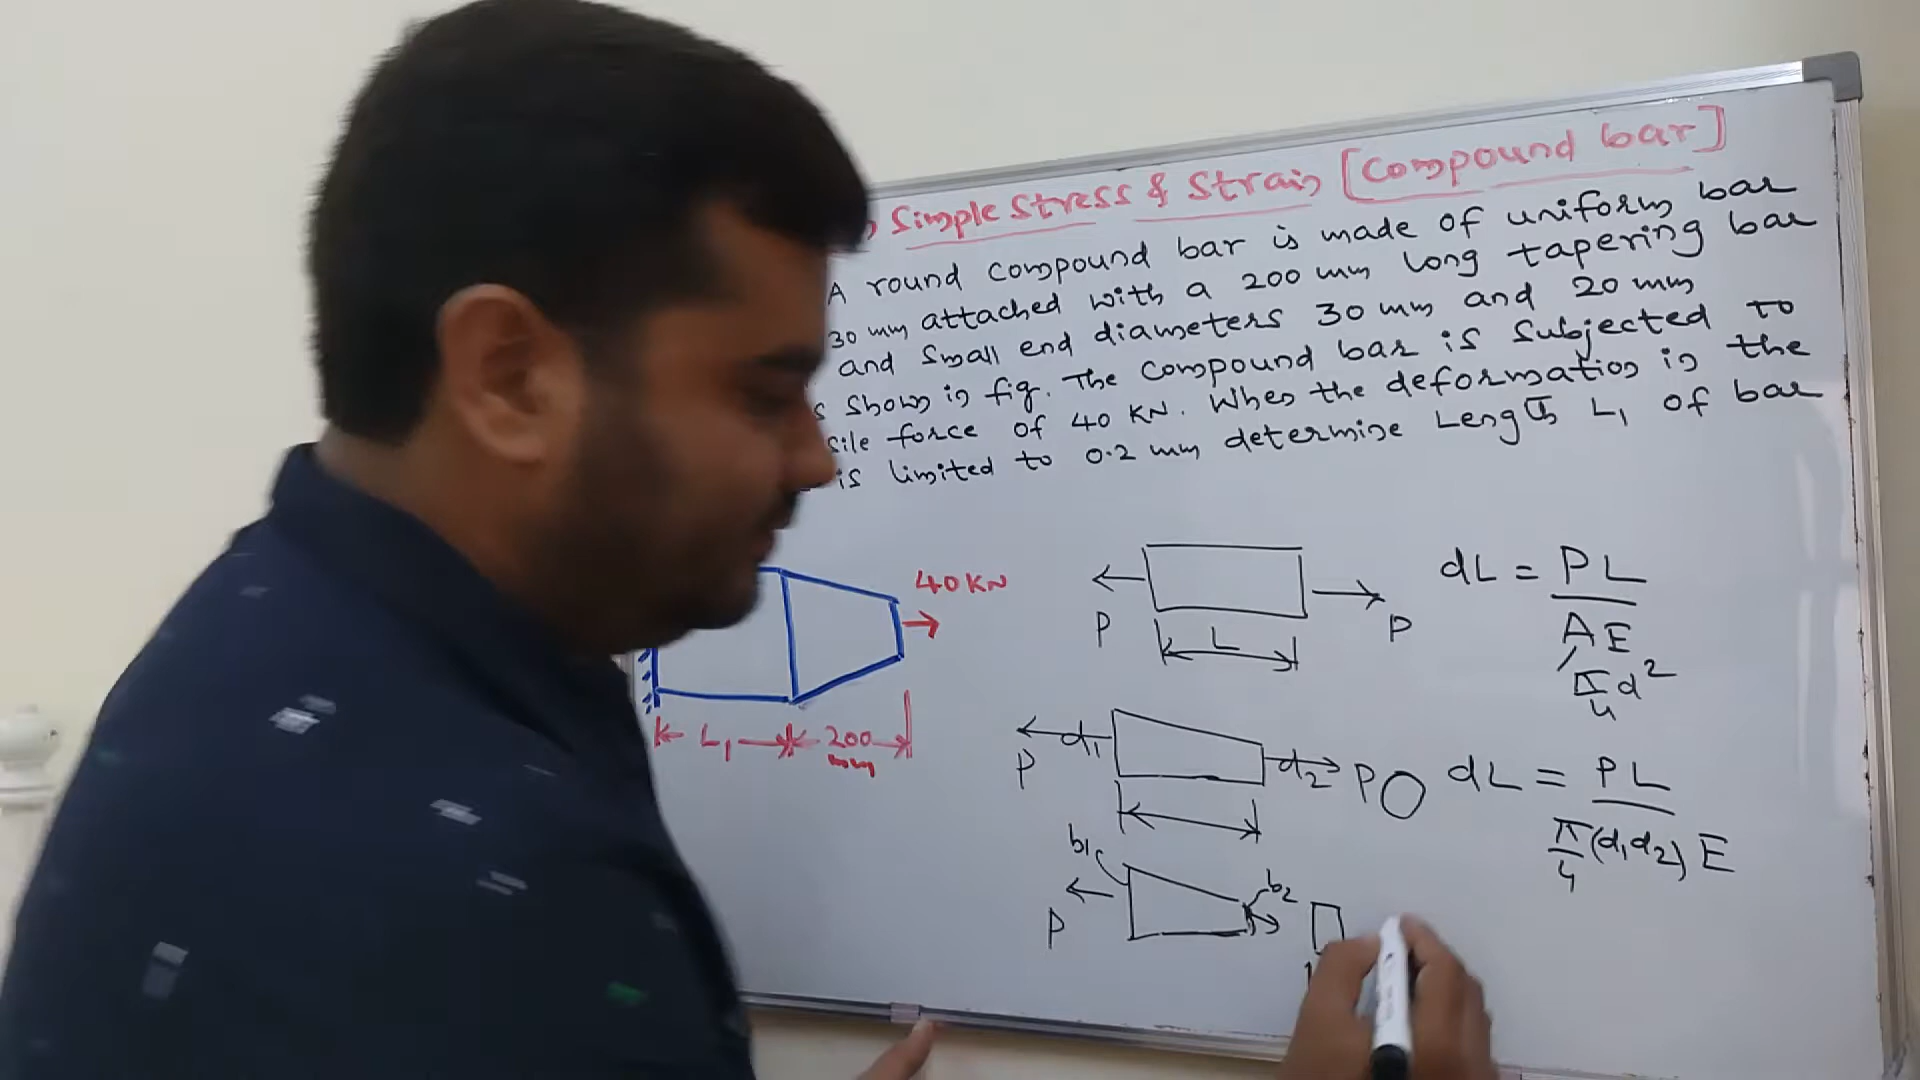 Simple Stress & Strain [Compound bar]
A round compound bar is made of uniform bar
30 mm attached with a 200 mm long tapering bar
and small end diameters 30 mm and 20 mm
s shown in fig. The compound bar is subjected to
sile force of 40 KN. When the deformation in the
is limited to 0.2 mm determine Length L1 of bar
40 KN
L1
200
mm
P
L
P
dL = PL
AE
π/4 d²
P
d1
d2
P
dL = PL
π/4 (d1d2) E
b1
P
b2